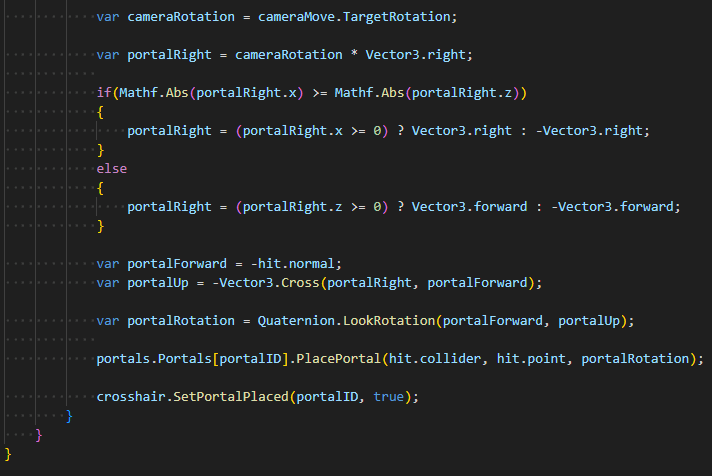 var cameraRotation = cameraMove.TargetRotation;
var portalRight = cameraRotation * Vector3.right;
if(Mathf.Abs(portalRight.x) >= Mathf.Abs(portalRight.z))
{
portalRight = (portalRight.x >= 0) ? Vector3.right : -Vector3.right;
}
else
{
portalRight = (portalRight.z >= 0) ? Vector3.forward : -Vector3.forward;
}
var portalForward = -hit.normal;
var portalUp = -Vector3.Cross(portalRight, portalForward);
var portalRotation = Quaternion.LookRotation(portalForward, portalUp);
portals.Portals[portalID].PlacePortal(hit.collider, hit.point, portalRotation);
crosshair.SetPortalPlaced(portalID, true);
}
}
}